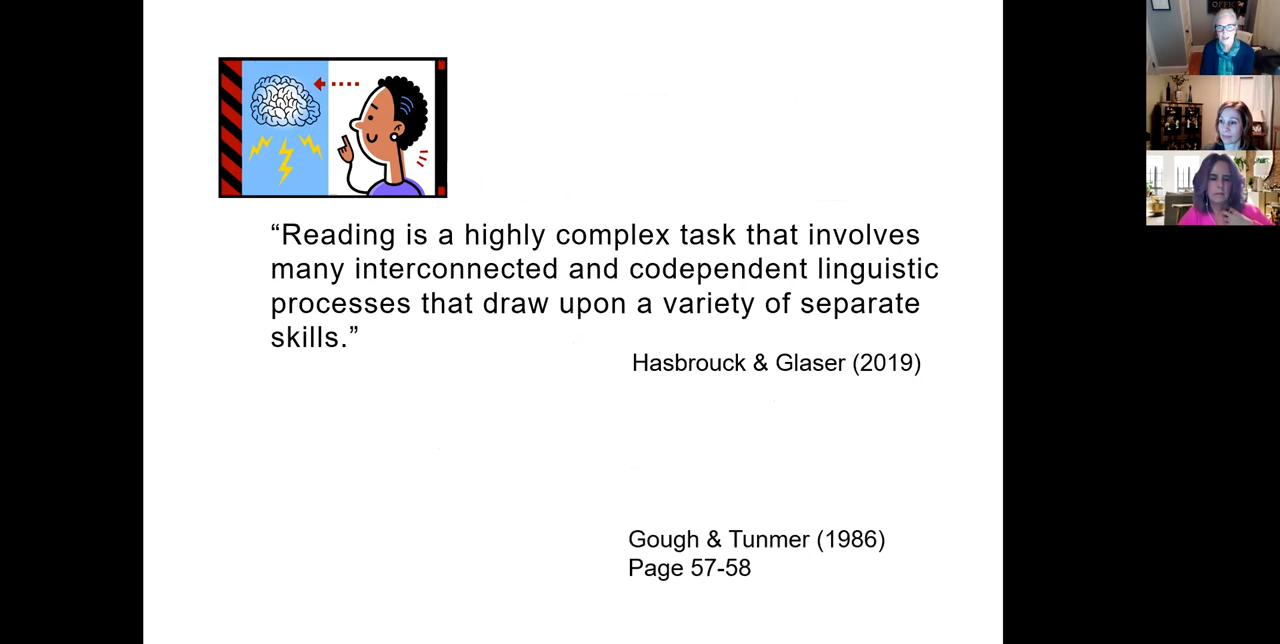 “Reading is a highly complex task that involves
many interconnected and codependent linguistic
processes that draw upon a variety of separate
skills.”
Hasbrouck & Glaser (2019)
Gough & Tunmer (1986)
Page 57-58